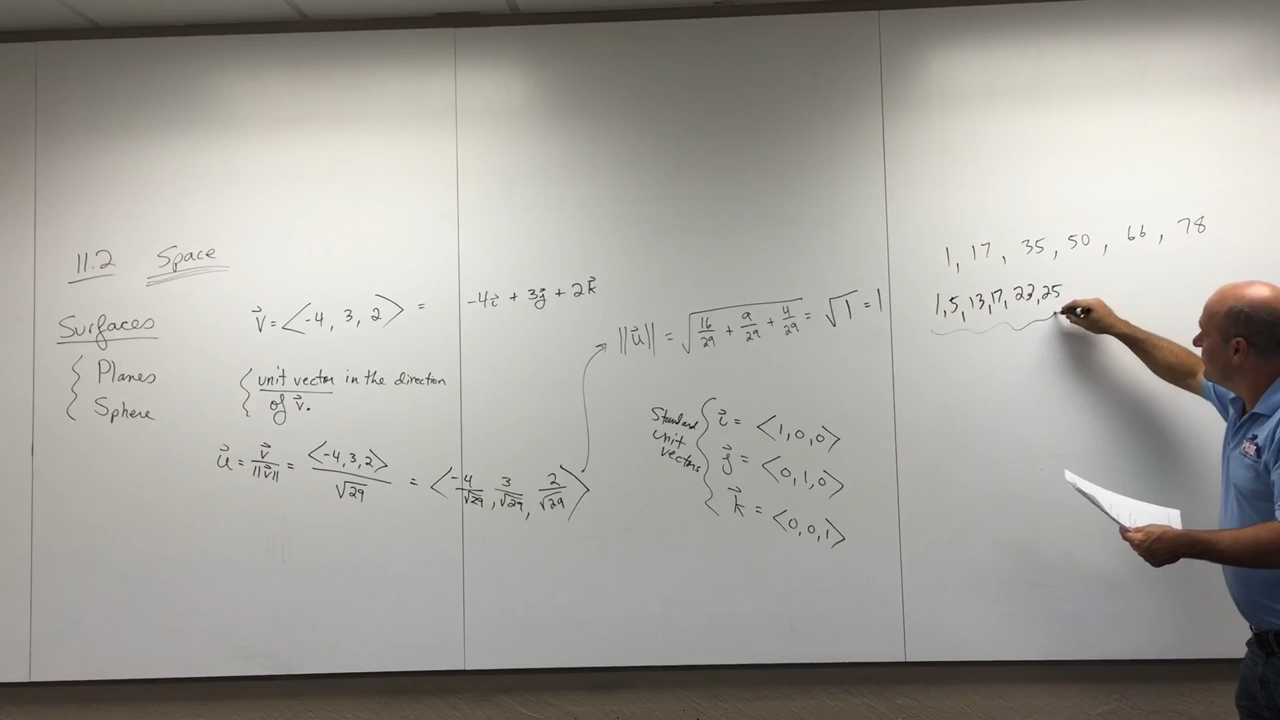 11.2 Space
Surfaces
Planes
Sphere
v⃗ = ⟨-4, 3, 2⟩ = -4i⃗ + 3j⃗ + 2k⃗
unit vector in the direction
of v⃗.
u⃗ = v⃗/||v⃗|| = ⟨-4,3,2⟩/√29 = ⟨-4/√29, 3/√29, 2/√29⟩
||u⃗|| = √(16/29 + 9/29 + 4/29) = √1 = 1
Standard
unit
vectors
i⃗ = ⟨1,0,0⟩
j⃗ = ⟨0,1,0⟩
k⃗ = ⟨0,0,1⟩
1, 17, 35, 50, 66, 78
1,5,13,17,23,25